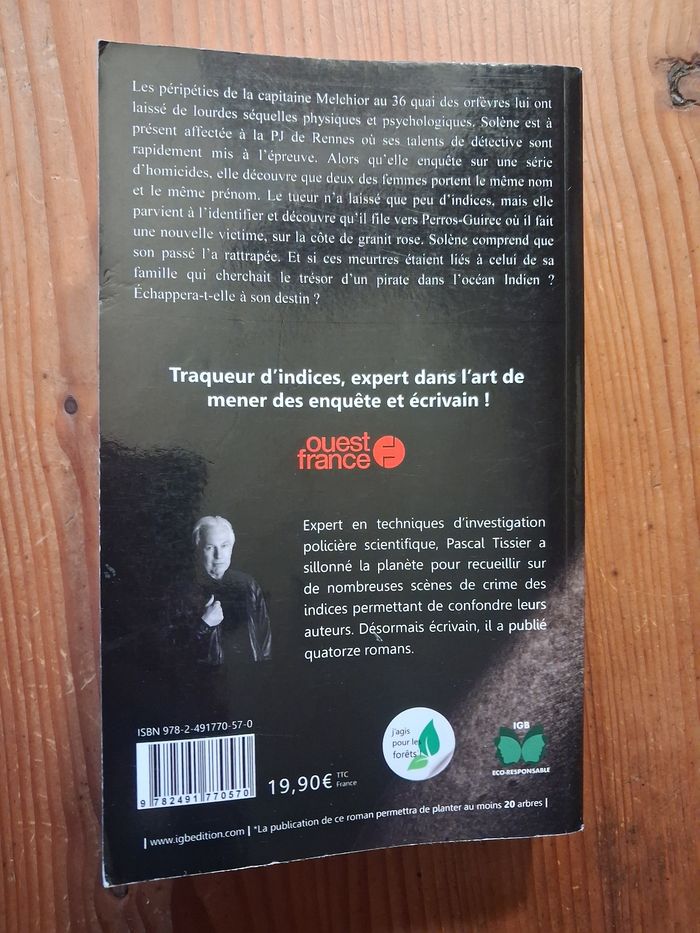 Les péripéties de la capitaine Melchior au 36 quai des orfèvres lui ont
laissé de lourdes séquelles physiques et psychologiques. Solène est à
présent affectée à la PJ de Rennes où ses talents de détective sont
rapidement mis à l'épreuve. Alors qu'elle enquête sur une série
d'homicides, elle découvre que deux des femmes portent le même nom
et le même prénom. Le tueur n'a laissé que peu d'indices, mais elle
parvient à l'identifier et découvre qu'il file vers Perros-Guirec où il fait
une nouvelle victime, sur la côte de granit rose. Solène comprend que
son passé l'a rattrapée. Et si ces meurtres étaient liés à celui de sa
famille qui cherchait le trésor d'un pirate dans l'océan Indien ?
Échappera-t-elle à son destin ?
Traqueur d'indices, expert dans l'art de
mener des enquête et écrivain !
ouest
france
Expert en techniques d'investigation
policière scientifique, Pascal Tissier a
sillonné la planète pour recueillir sur
de nombreuses scènes de crime des
indices permettant de confondre leurs
auteurs. Désormais écrivain, il a publié
quatorze romans.
ISBN 978-2-491770-57-0
9 782491 770570
19,90€ TTC
France
j'agis
pour les
forêts
IGB
ECO-RESPONSABLE
| www.igbedition.com | *La publication de ce roman permettra de planter au moins 20 arbres |